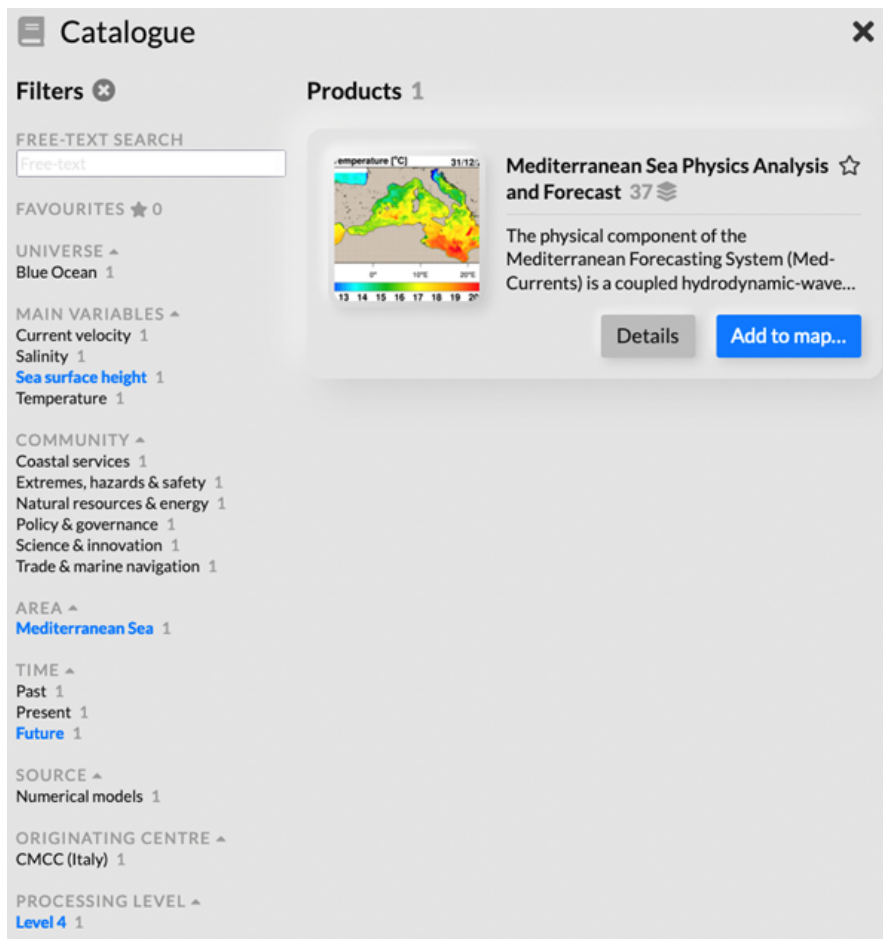 Catalogue
Filters
FREE-TEXT SEARCH
Free-text
FAVOURITES ★ 0
UNIVERSE
Blue Ocean 1
MAIN VARIABLES
Current velocity 1
Salinity 1
Sea surface height 1
Temperature 1
COMMUNITY
Coastal services 1
Extremes, hazards & safety 1
Natural resources & energy 1
Policy & governance 1
Science & innovation 1
Trade & marine navigation 1
AREA
Mediterranean Sea 1
TIME
Past 1
Present 1
Future 1
SOURCE
Numerical models 1
ORIGINATING CENTRE
CMCC (Italy) 1
PROCESSING LEVEL
Level 4 1
Products 1
emperature [°C] 31/12/
0° 10°E 20°E
13 14 15 16 17 18 19 20
Mediterranean Sea Physics Analysis
and Forecast 37
The physical component of the
Mediterranean Forecasting System (Med-
Currents) is a coupled hydrodynamic-wave...
Details
Add to map...